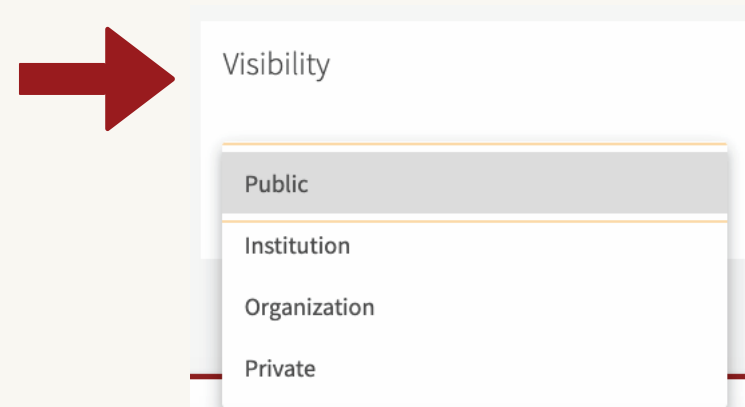 Visibility
Public
Institution
Organization
Private